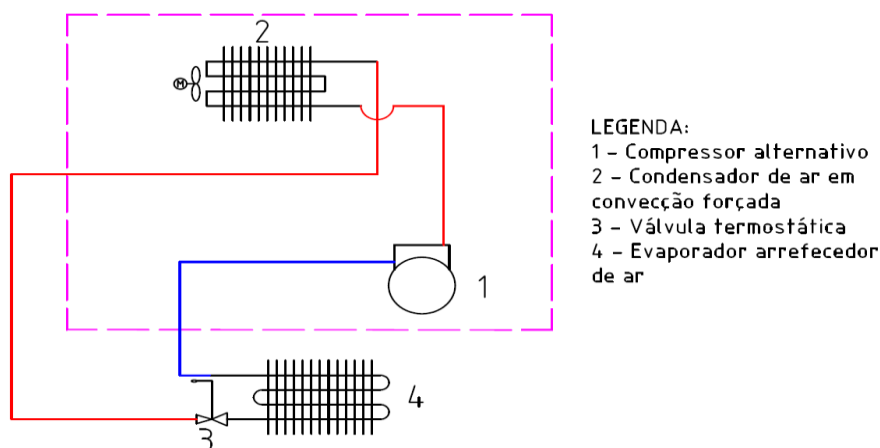 2
M
1
4
3
LEGENDA:
1 - Compressor alternativo
2 - Condensador de ar em
convecção forçada
3 - Válvula termostática
4 - Evaporador arrefecedor
de ar